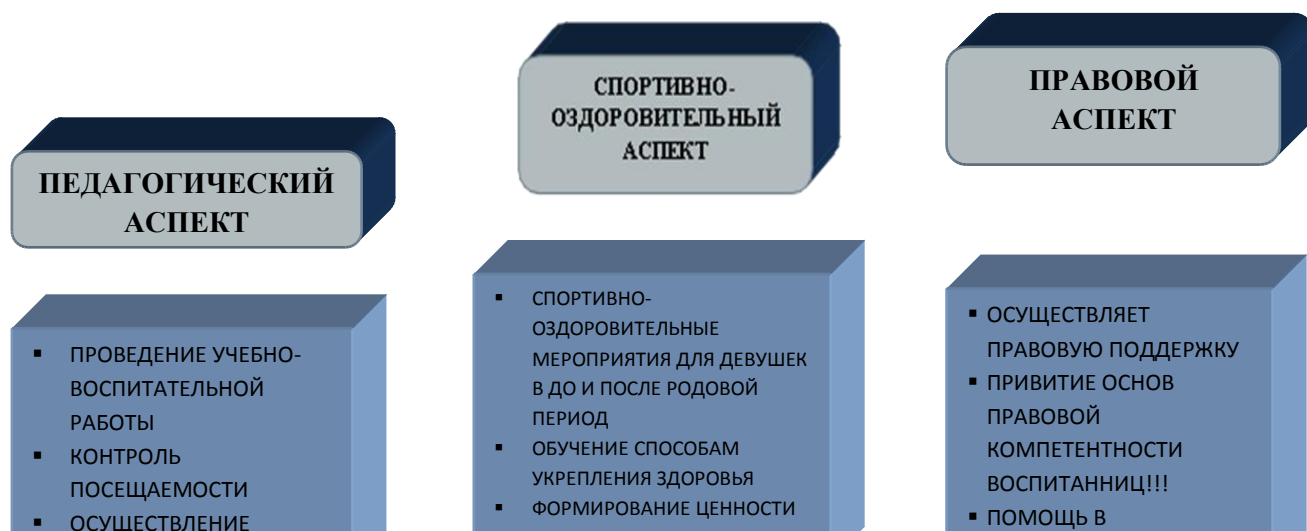 ПЕДАГОГИЧЕСКИЙ
АСПЕКТ
▪ ПРОВЕДЕНИЕ УЧЕБНО-
ВОСПИТАТЕЛЬНОЙ
РАБОТЫ
▪ КОНТРОЛЬ
ПОСЕЩАЕМОСТИ
▪ ОСУЩЕСТВЛЕНИЕ
СПОРТИВНО-
ОЗДОРОВИТЕЛЬНЫЙ
АСПЕКТ
▪ СПОРТИВНО-
ОЗДОРОВИТЕЛЬНЫЕ
МЕРОПРИЯТИЯ ДЛЯ ДЕВУШЕК
В ДО И ПОСЛЕ РОДОВОЙ
ПЕРИОД
▪ ОБУЧЕНИЕ СПОСОБАМ
УКРЕПЛЕНИЯ ЗДОРОВЬЯ
▪ ФОРМИРОВАНИЕ ЦЕННОСТИ
ПРАВОВОЙ
АСПЕКТ
▪ ОСУЩЕСТВЛЯЕТ
ПРАВОВУЮ ПОДДЕРЖКУ
▪ ПРИВИТИЕ ОСНОВ
ПРАВОВОЙ
КОМПЕТЕНТНОСТИ
ВОСПИТАННИЦ!!!
▪ ПОМОЩЬ В